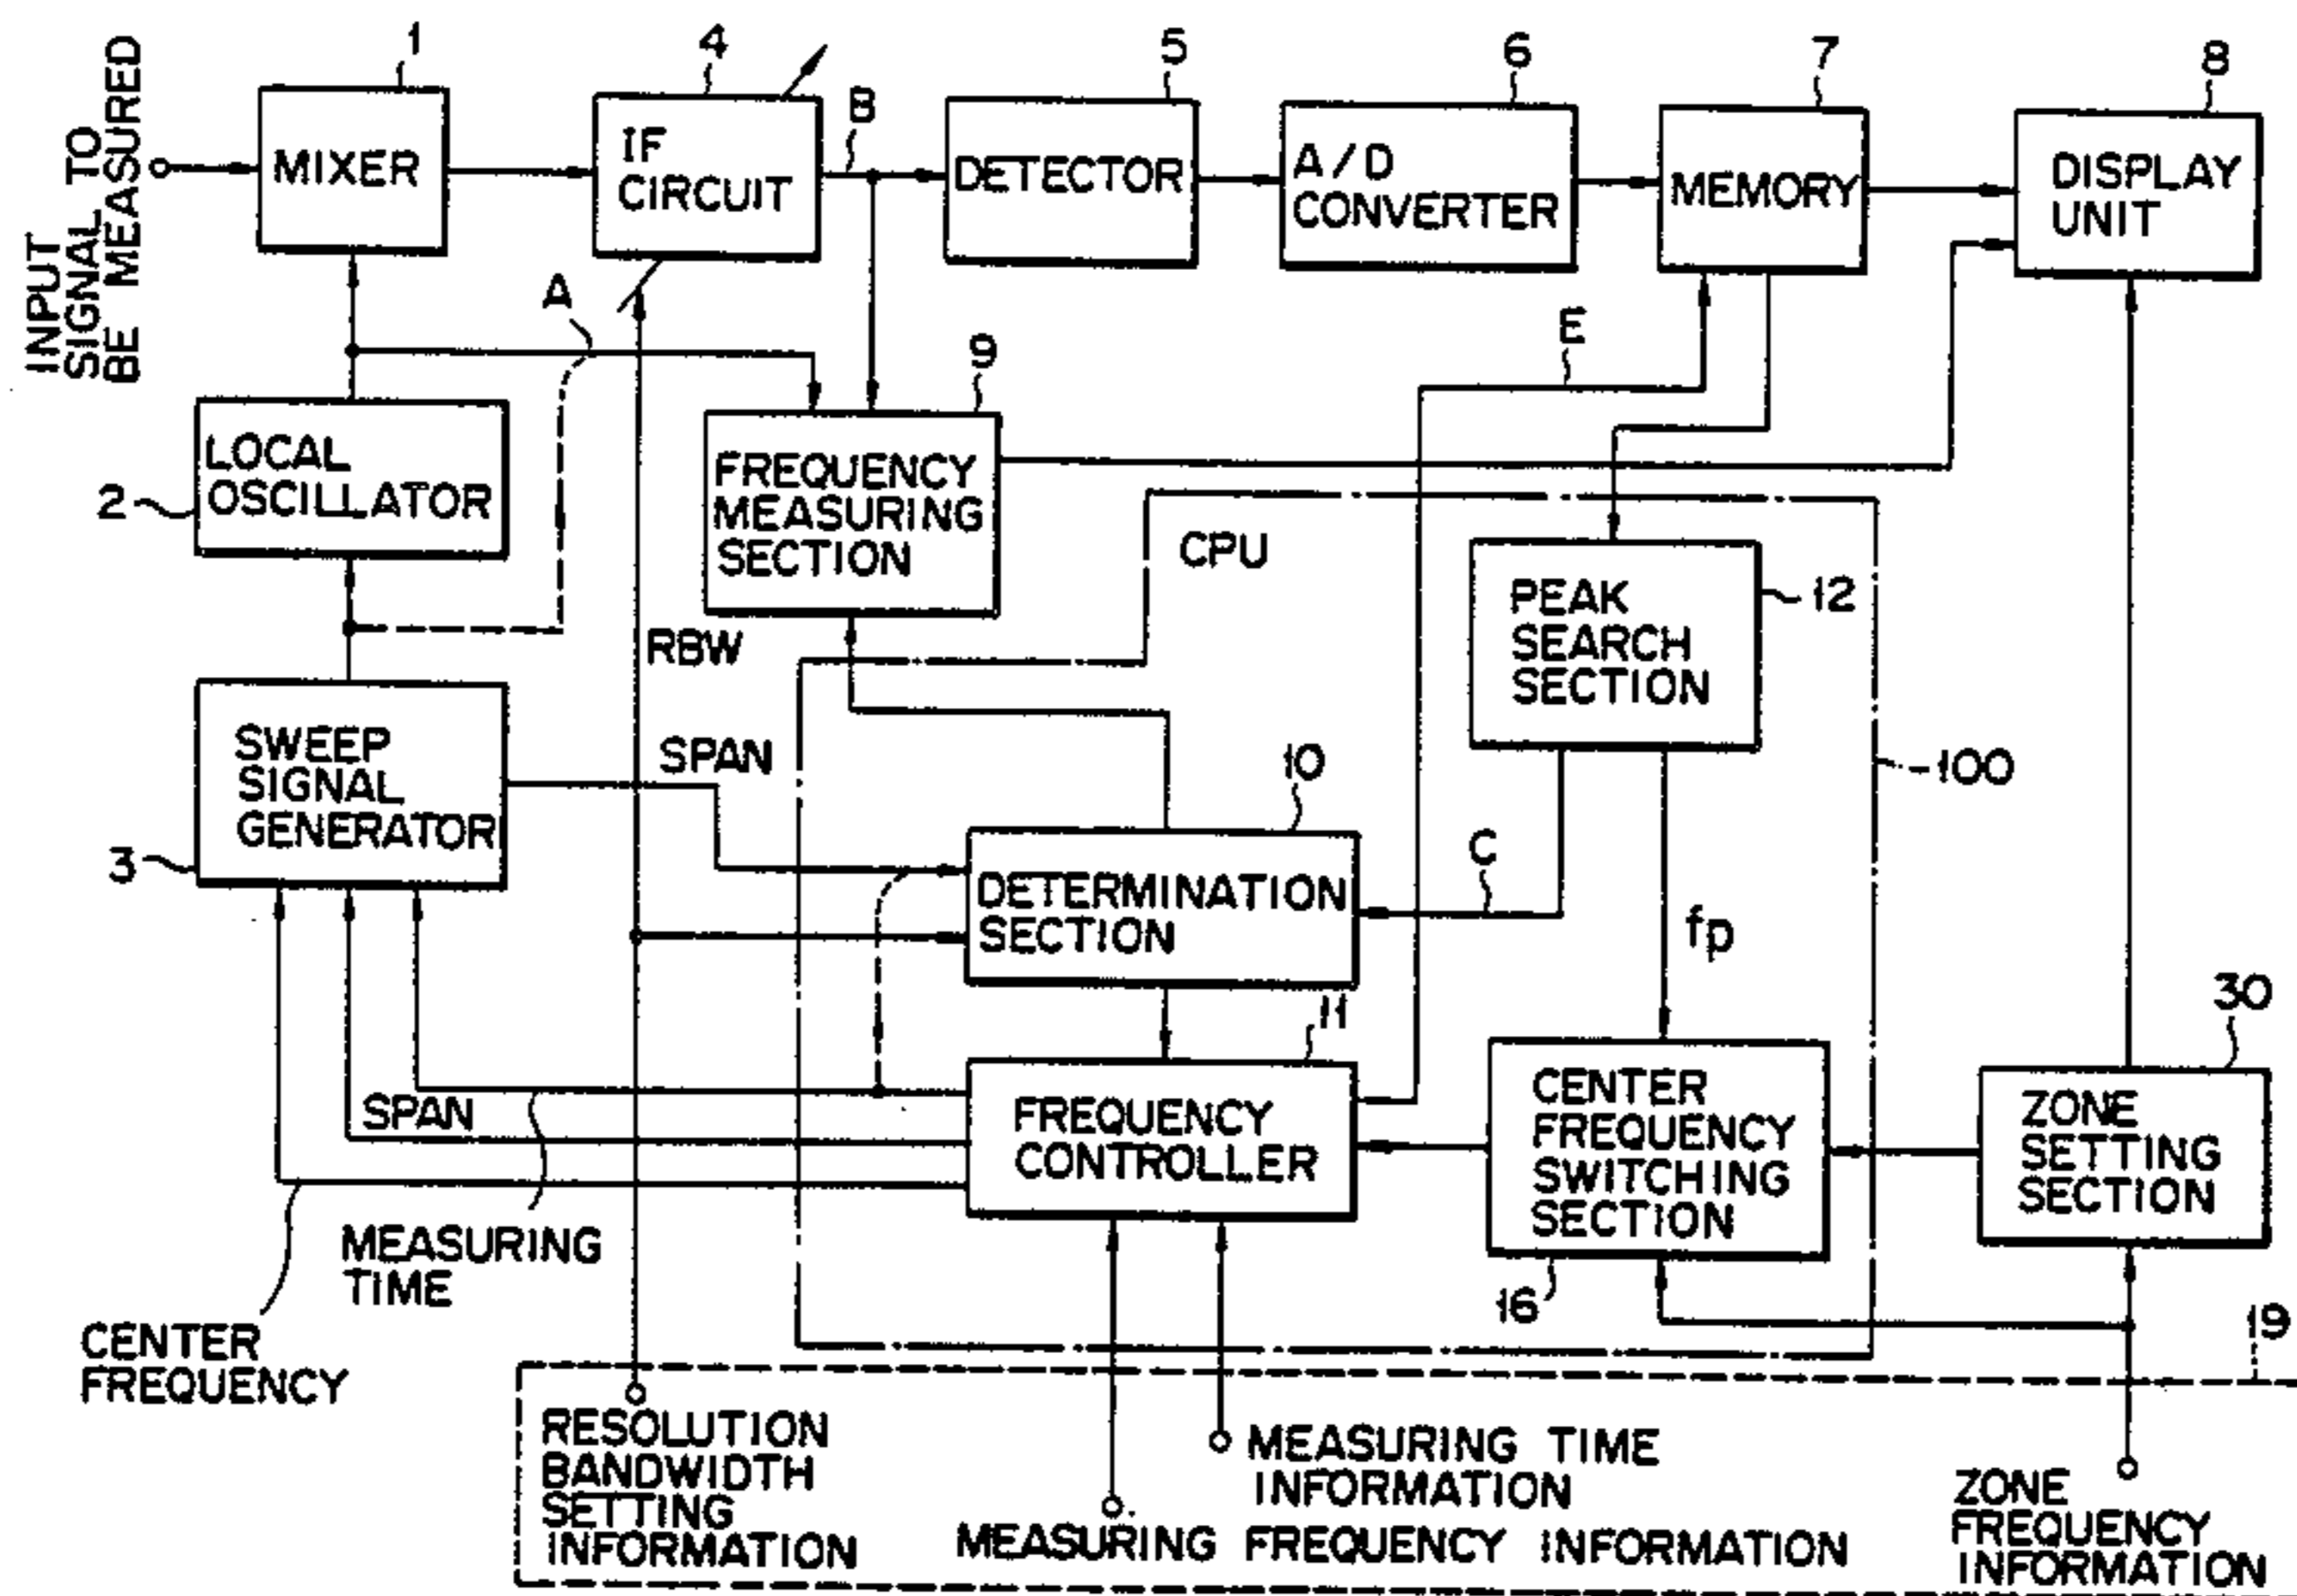 INPUT
SIGNAL TO
BE MEASURED
1
MIXER
4
IF
CIRCUIT
B
5
DETECTOR
6
A/D
CONVERTER
7
MEMORY
8
DISPLAY
UNIT
A
E
9
LOCAL
OSCILLATOR
2
FREQUENCY
MEASURING
SECTION
CPU
PEAK
SEARCH
SECTION
12
RBW
SWEEP
SIGNAL
GENERATOR
3
SPAN
10
100
DETERMINATION
SECTION
C
fp
11
30
SPAN
FREQUENCY
CONTROLLER
CENTER
FREQUENCY
SWITCHING
SECTION
16
ZONE
SETTING
SECTION
MEASURING
TIME
CENTER
FREQUENCY
19
RESOLUTION
BANDWIDTH
SETTING
INFORMATION
MEASURING TIME
INFORMATION
MEASURING FREQUENCY INFORMATION
ZONE
FREQUENCY
INFORMATION